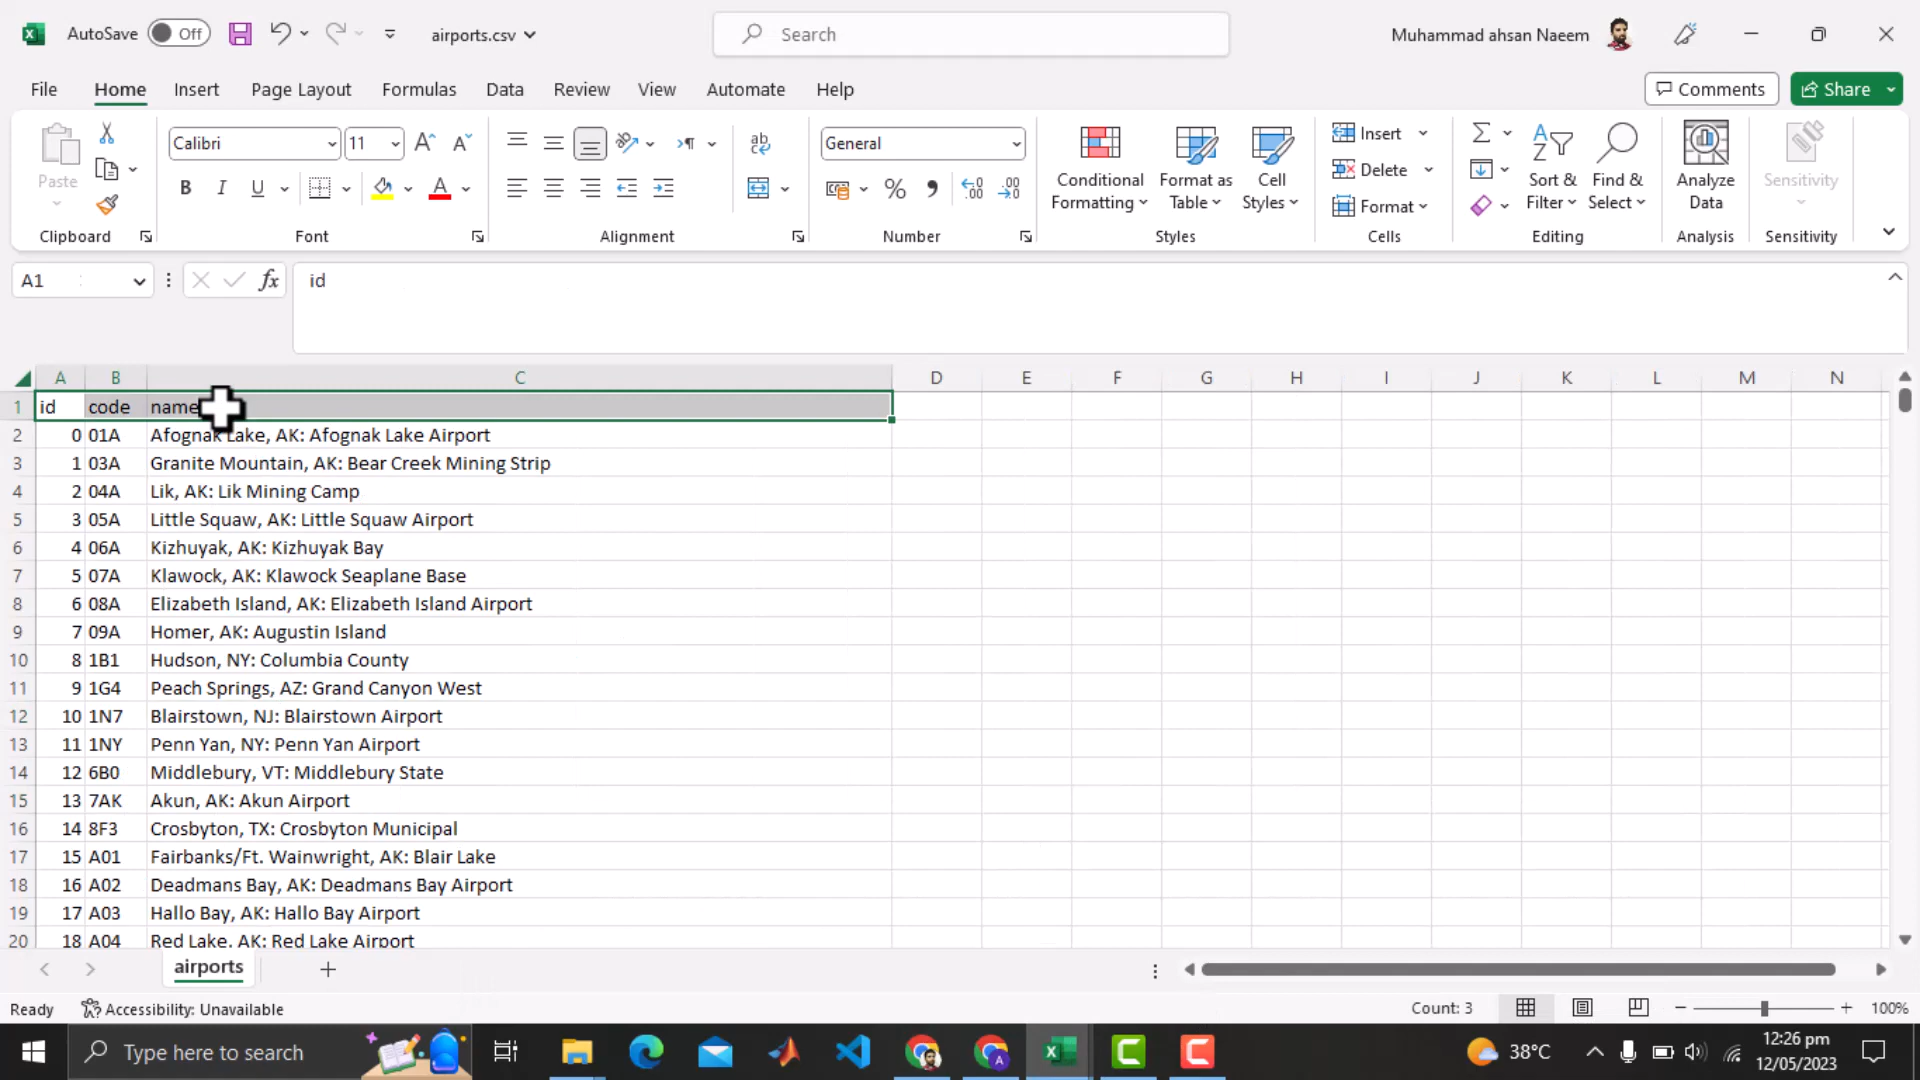 AutoSave Off airports.csv Search Muhammad ahsan Naeem
File Home Insert Page Layout Formulas Data Review View Automate Help Comments Share
Paste Calibri 11 General Conditional Formatting Format as Table Cell Styles Insert Delete Format Sort & Filter Find & Select Analyze Data Sensitivity
Clipboard Font Alignment Number Styles Cells Editing Analysis Sensitivity
A1 fx id
A B C D E F G H I J K L M N
1 id code name
2 0 01A Afognak Lake, AK: Afognak Lake Airport
3 1 03A Granite Mountain, AK: Bear Creek Mining Strip
4 2 04A Lik, AK: Lik Mining Camp
5 3 05A Little Squaw, AK: Little Squaw Airport
6 4 06A Kizhuyak, AK: Kizhuyak Bay
7 5 07A Klawock, AK: Klawock Seaplane Base
8 6 08A Elizabeth Island, AK: Elizabeth Island Airport
9 7 09A Homer, AK: Augustin Island
10 8 1B1 Hudson, NY: Columbia County
11 9 1G4 Peach Springs, AZ: Grand Canyon West
12 10 1N7 Blairstown, NJ: Blairstown Airport
13 11 1NY Penn Yan, NY: Penn Yan Airport
14 12 6B0 Middlebury, VT: Middlebury State
15 13 7AK Akun, AK: Akun Airport
16 14 8F3 Crosbyton, TX: Crosbyton Municipal
17 15 A01 Fairbanks/Ft. Wainwright, AK: Blair Lake
18 16 A02 Deadmans Bay, AK: Deadmans Bay Airport
19 17 A03 Hallo Bay, AK: Hallo Bay Airport
20 18 A04 Red Lake, AK: Red Lake Airport
airports
Ready Accessibility: Unavailable Count: 3 100%
Type here to search 38°C 12:26 pm
12/05/2023